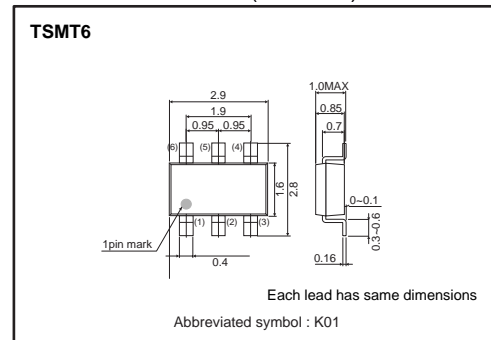 TSMT6
2.9
1.9
0.95 0.95
(6) (5) (4)
1.6
2.8
1pin mark
(1) (2) (3)
0.4
1.0MAX
0.85
0.7
0~0.1
0.3~0.6
0.16
Each lead has same dimensions
Abbreviated symbol : K01